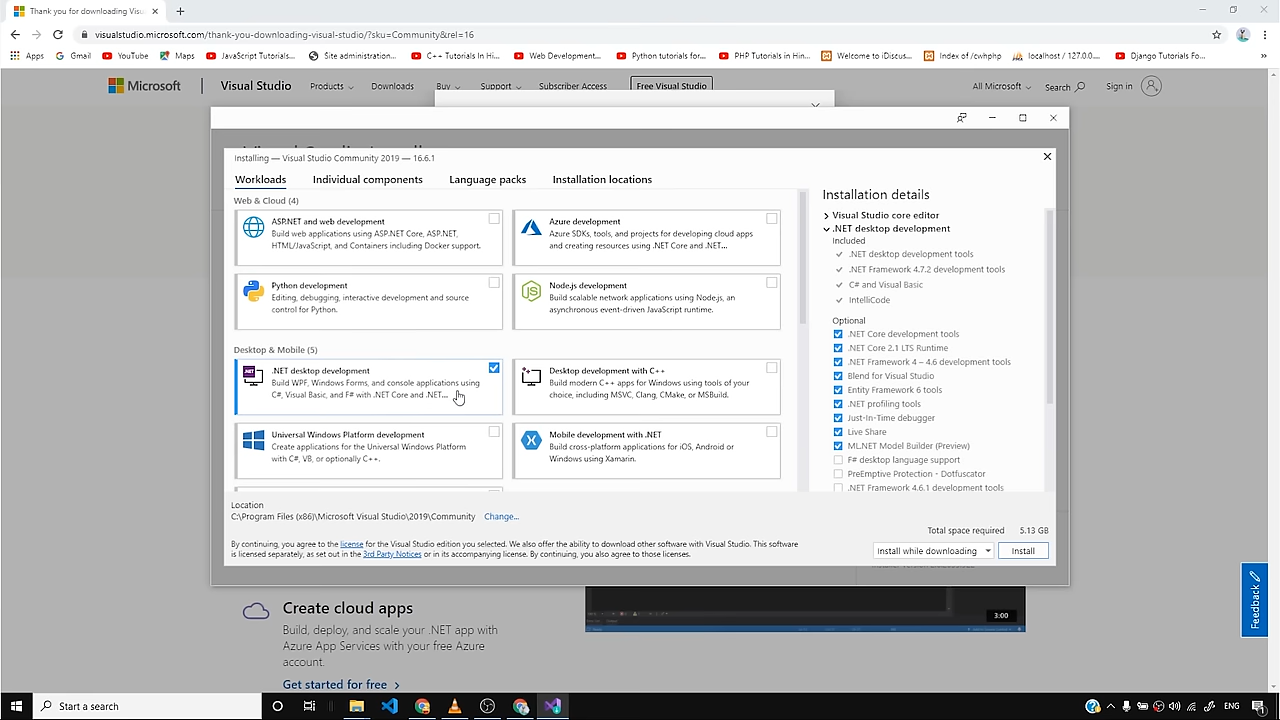 Thank you for downloading Visu
visualstudio.microsoft.com/thank-you-downloading-visual-studio/?sku=Community&rel=16
Apps Gmail YouTube Maps JavaScript Tutorials... Site administration... C++ Tutorials In Hi... Web Development... Python tutorials for... PHP Tutorials in Hin... Welcome to iDiscus... Index of /cwhphp localhost / 127.0.0.... Django Tutorials Fo... »
Microsoft Visual Studio Products Downloads Buy Support Subscriber Access Free Visual Studio All Microsoft Search Sign in
Installing — Visual Studio Community 2019 — 16.6.1
Workloads Individual components Language packs Installation locations
Web & Cloud (4)
ASP.NET and web development
Build web applications using ASP.NET Core, ASP.NET,
HTML/JavaScript, and Containers including Docker support.
Azure development
Azure SDKs, tools, and projects for developing cloud apps
and creating resources using .NET Core and .NET...
Python development
Editing, debugging, interactive development and source
control for Python.
Node.js development
Build scalable network applications using Node.js, an
asynchronous event-driven JavaScript runtime.
Desktop & Mobile (5)
.NET desktop development
Build WPF, Windows Forms, and console applications using
C#, Visual Basic, and F# with .NET Core and .NET...
Desktop development with C++
Build modern C++ apps for Windows using tools of your
choice, including MSVC, Clang, CMake, or MSBuild.
Universal Windows Platform development
Create applications for the Universal Windows Platform
with C#, VB, or optionally C++.
Mobile development with .NET
Build cross-platform applications for iOS, Android or
Windows using Xamarin.
Installation details
Visual Studio core editor
.NET desktop development
Included
.NET desktop development tools
.NET Framework 4.7.2 development tools
C# and Visual Basic
IntelliCode
Optional
.NET Core development tools
.NET Core 2.1 LTS Runtime
.NET Framework 4 – 4.6 development tools
Blend for Visual Studio
Entity Framework 6 tools
.NET profiling tools
Just-In-Time debugger
Live Share
ML.NET Model Builder (Preview)
F# desktop language support
PreEmptive Protection - Dotfuscator
.NET Framework 4.6.1 development tools
Location
C:\Program Files (x86)\Microsoft Visual Studio\2019\Community Change...
Total space required 5.13 GB
By continuing, you agree to the license for the Visual Studio edition you selected. We also offer the ability to download other software with Visual Studio. This software
is licensed separately, as set out in the 3rd Party Notices or in its accompanying license. By continuing, you also agree to those licenses.
Install while downloading Install
Create cloud apps
Build, deploy, and scale your .NET app with
Azure App Services with your free Azure
account.
Get started for free
3:00
Feedback
Start a search
ENG